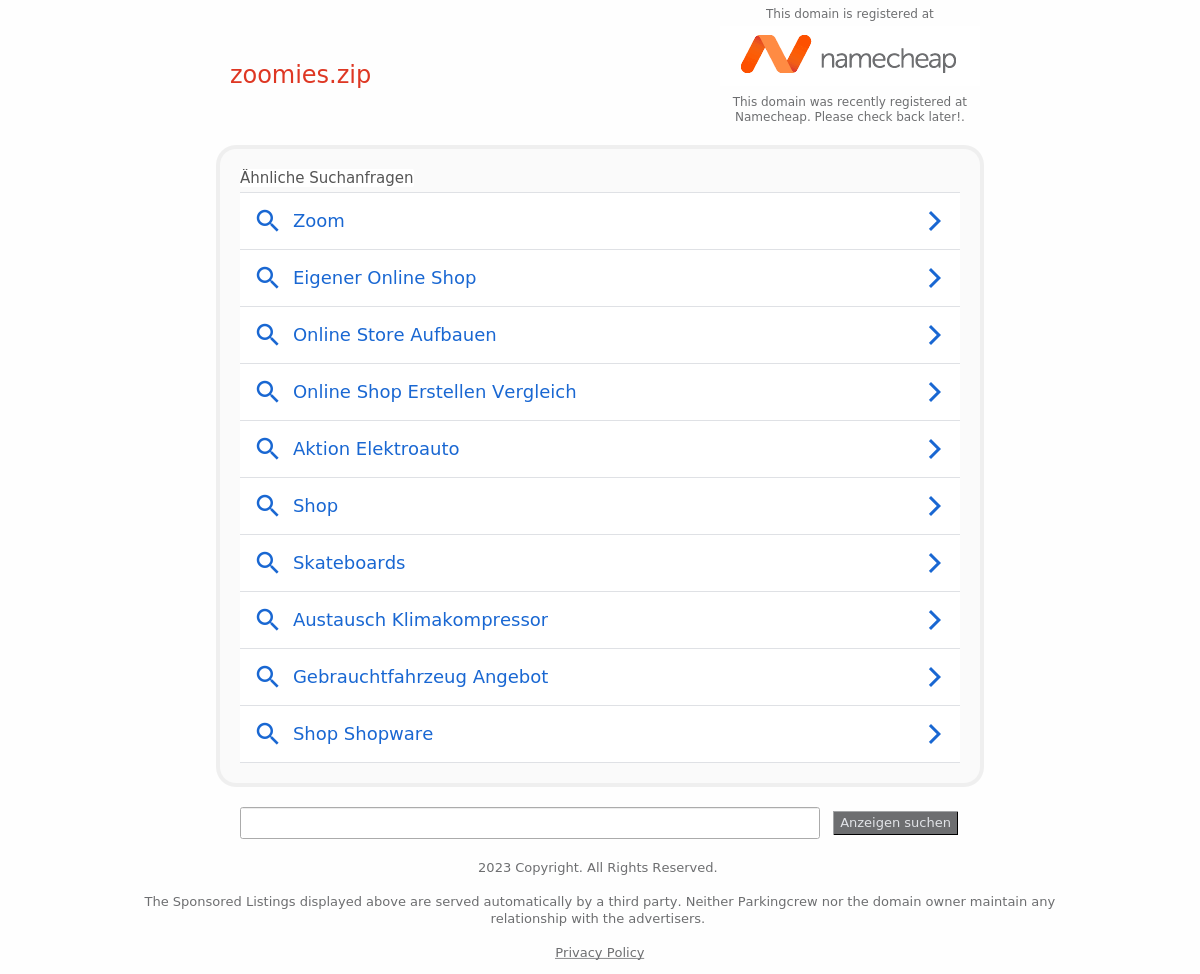 This domain is registered at
namecheap
zoomies.zip
This domain was recently registered at
Namecheap. Please check back later!.
Ähnliche Suchanfragen
Zoom
Eigener Online Shop
Online Store Aufbauen
Online Shop Erstellen Vergleich
Aktion Elektroauto
Shop
Skateboards
Austausch Klimakompressor
Gebrauchtfahrzeug Angebot
Shop Shopware
Anzeigen suchen
2023 Copyright. All Rights Reserved.
The Sponsored Listings displayed above are served automatically by a third party. Neither Parkingcrew nor the domain owner maintain any
relationship with the advertisers.
Privacy Policy